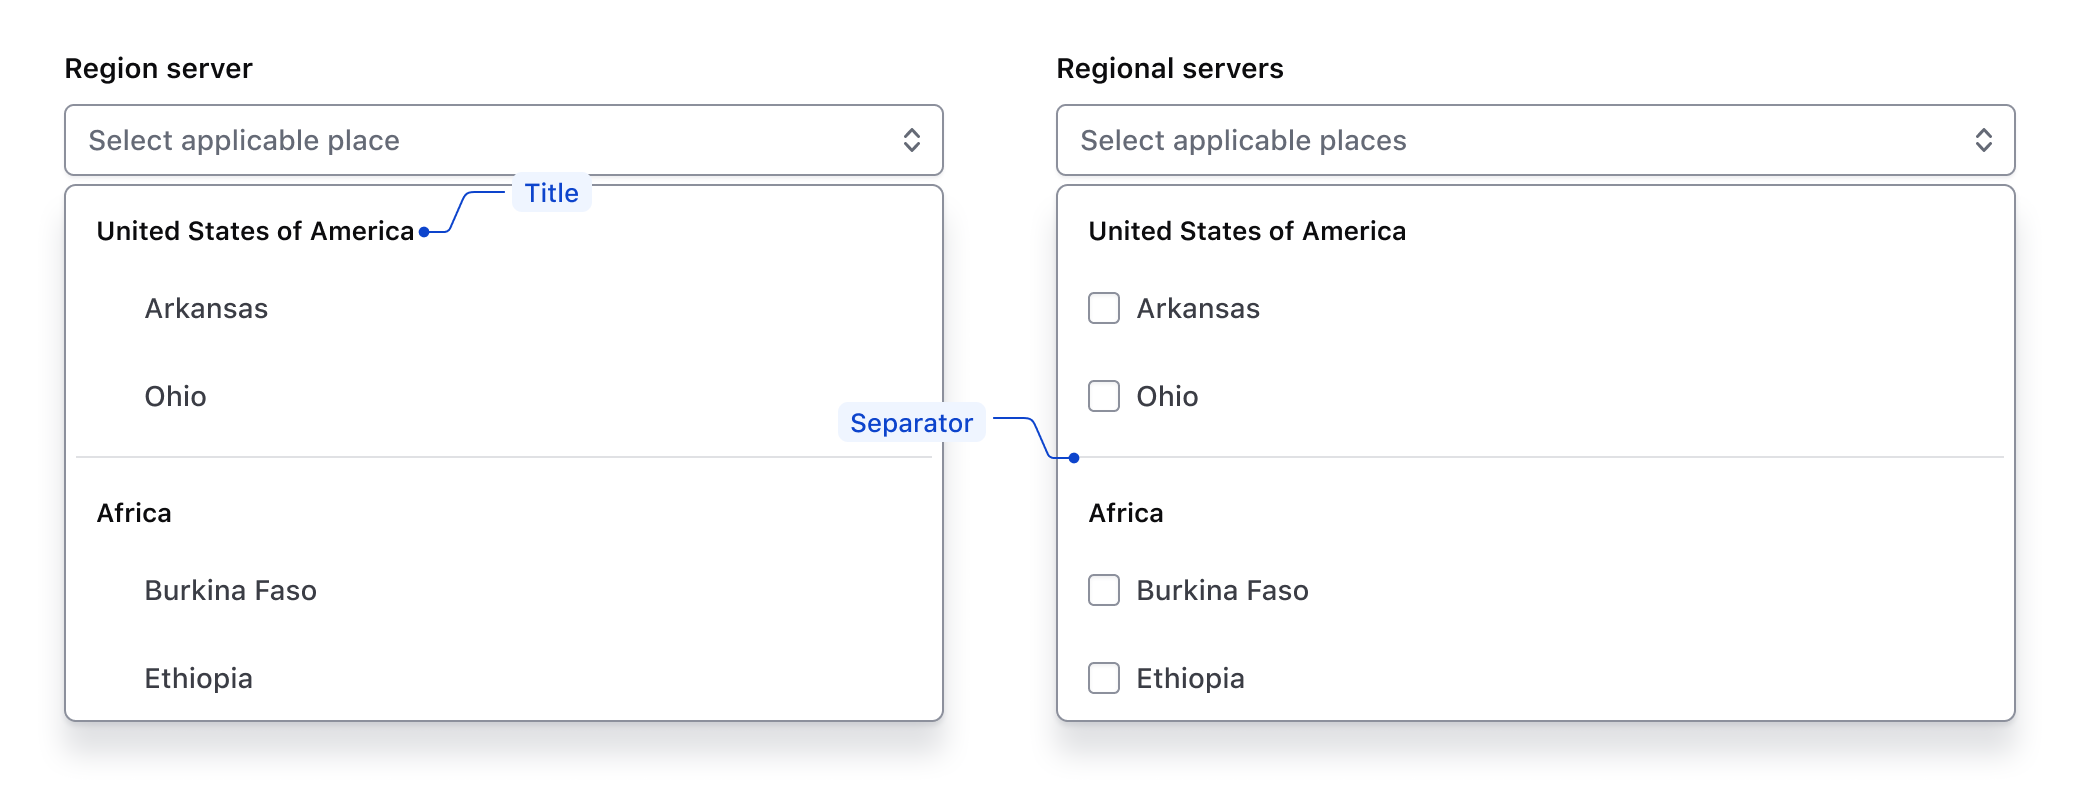 Region server
Select applicable place
Title
United States of America
Arkansas
Ohio
Africa
Burkina Faso
Ethiopia
Separator
Regional servers
Select applicable places
United States of America
Arkansas
Ohio
Africa
Burkina Faso
Ethiopia